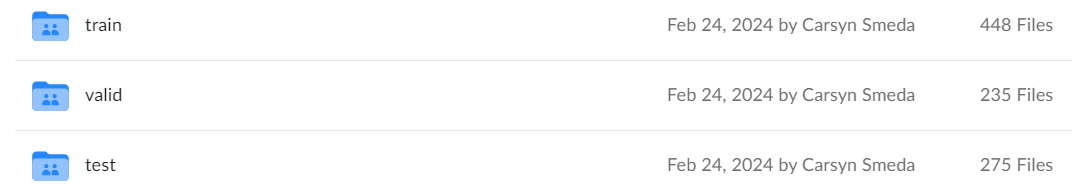 train Feb 24, 2024 by Carsyn Smeda 448 Files
valid Feb 24, 2024 by Carsyn Smeda 235 Files
test Feb 24, 2024 by Carsyn Smeda 275 Files